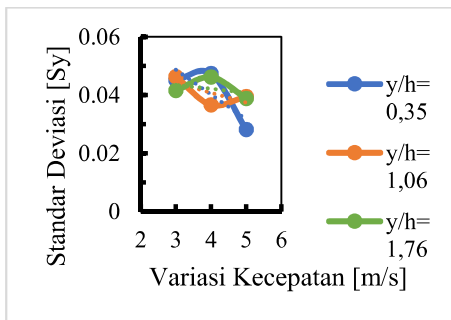 Standar Deviasi [Sy]
0.06
0.04
0.02
0
2 3 4 5 6
Variasi Kecepatan [m/s]
y/h=
0,35
y/h=
1,06
y/h=
1,76